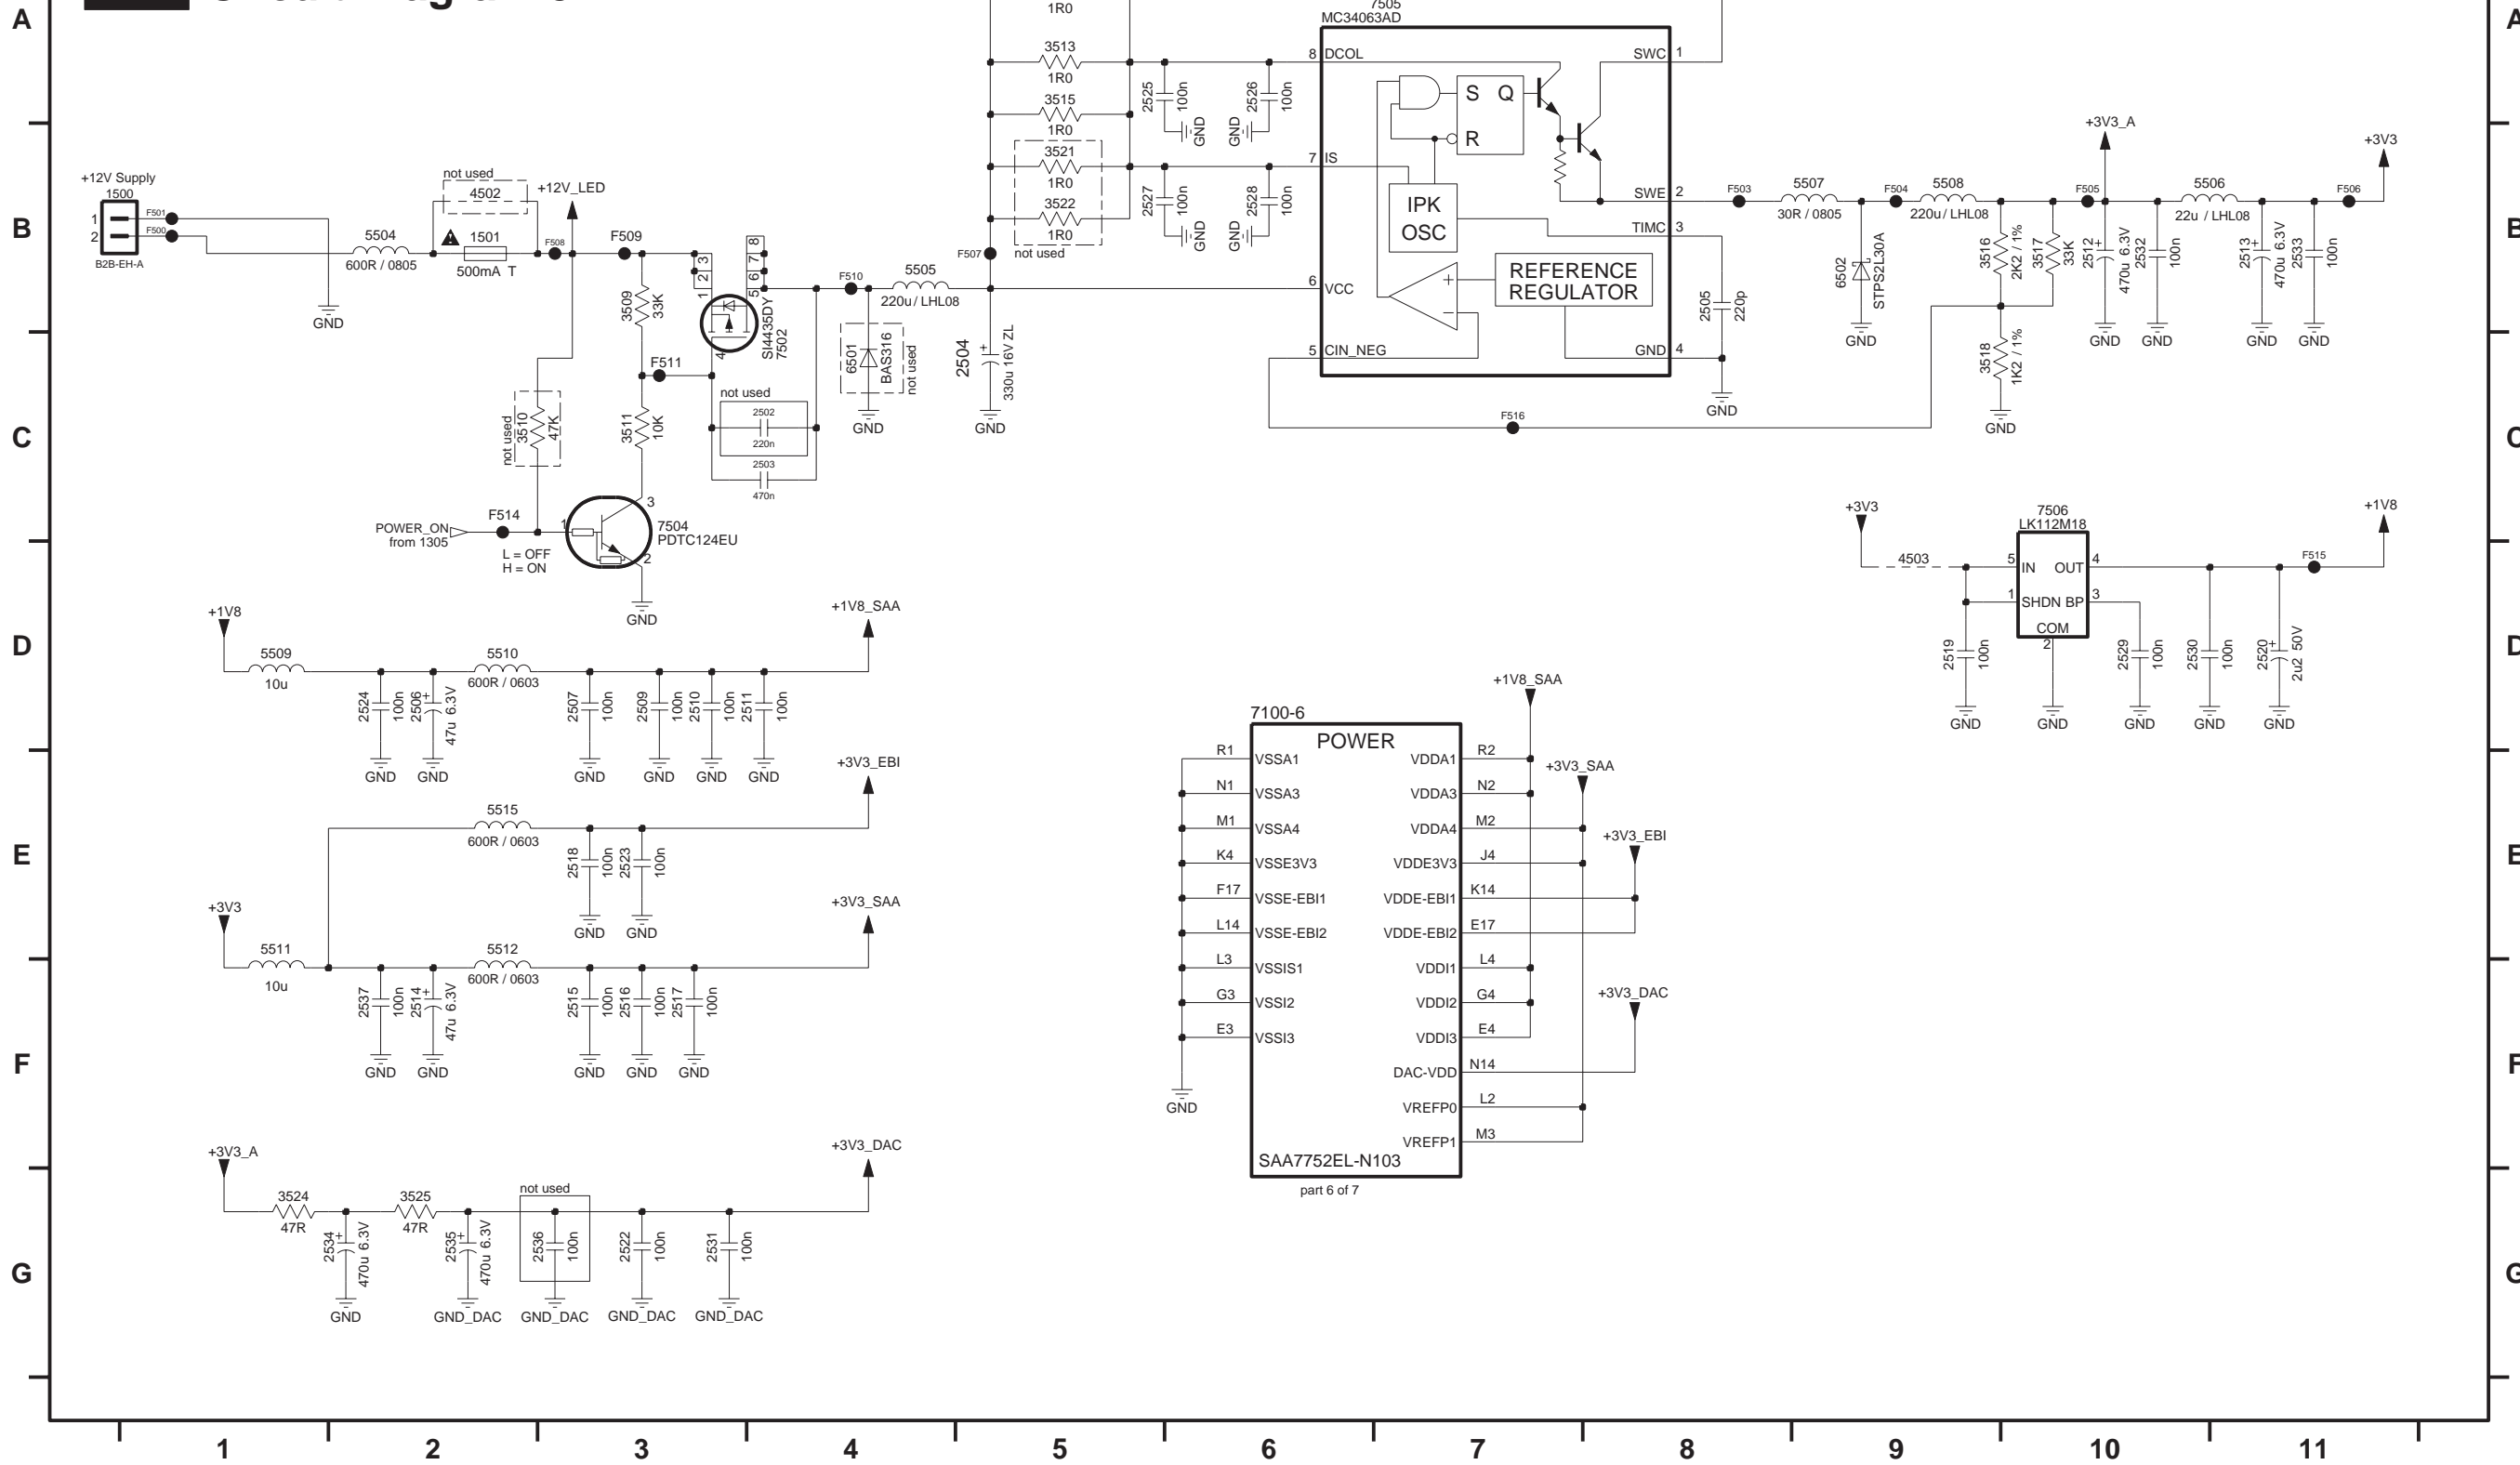 A
A
1R0
7505
MC34063AD
3513
1R0
8 DCOL
SWC 1
2525
100n
2526
100n
GND
GND
S Q
R
3515
1R0
3521
1R0
3522
1R0
not used
7 IS
2527
100n
2528
100n
GND
GND
IPK
OSC
SWE 2
TIMC 3
REFERENCE
REGULATOR
6 VCC
5 CIN_NEG
GND 4
2505
220p
GND
F516
B
B
+12V Supply
1500
1
2
B2B-EH-A
F501
F500
GND
5504
600R / 0805
not used
4502
1501
500mA T
+12V_LED
F508
F509
3509
33K
3
2
1
8
7
6
5
4
SI4435DY
7502
F511
F510
5505
220u / LHL08
F507
6501
BAS316
not used
GND
2504
+
330u 16V ZL
GND
F503
5507
30R / 0805
F504
5508
220u / LHL08
6502
STPS2L30A
GND
3516
2K2 / 1%
3517
33K
F505
+3V3_A
2512
+
470u 6.3V
2532
100n
GND
GND
5506
22u / LHL08
2513
+
470u 6.3V
2533
100n
GND
GND
F506
+3V3
3518
1K2 / 1%
GND
C
C
not used
3510
47K
3511
10K
not used
2502
220n
2503
470n
POWER_ON
from 1305
F514
L = OFF
H = ON
1
3
2
7504
PDTC124EU
GND
+3V3
4503
7506
LK112M18
5 IN
OUT 4
1 SHDN
BP 3
COM
2
F515
+1V8
2519
100n
GND
GND
2529
100n
GND
2530
100n
GND
2520
+
2u2 50V
GND
D
D
+1V8
5509
10u
2524
100n
GND
2506
+
47u 6.3V
GND
5510
600R / 0603
2507
100n
GND
2509
100n
GND
2510
100n
GND
2511
100n
GND
+1V8_SAA
E
E
5515
600R / 0603
2518
100n
GND
2523
100n
GND
+3V3_EBI
+3V3
5511
10u
2537
100n
GND
2514
+
47u 6.3V
GND
5512
600R / 0603
2515
100n
GND
2516
100n
GND
2517
100n
GND
+3V3_SAA
F
F
7100-6
POWER
R1 VSSA1
N1 VSSA3
M1 VSSA4
K4 VSSE3V3
F17 VSSE-EBI1
L14 VSSE-EBI2
L3 VSSIS1
G3 VSSI2
E3 VSSI3
GND
VDDA1 R2
VDDA3 N2
VDDA4 M2
VDDE3V3 J4
VDDE-EBI1 K14
VDDE-EBI2 E17
VDDI1 L4
VDDI2 G4
VDDI3 E4
DAC-VDD N14
VREFP0 L2
VREFP1 M3
+1V8_SAA
+3V3_SAA
+3V3_EBI
+3V3_DAC
SAA7752EL-N103
part 6 of 7
G
G
+3V3_A
3524
47R
2534
+
470u 6.3V
GND
3525
47R
2535
+
470u 6.3V
GND_DAC
not used
2536
100n
GND_DAC
2522
100n
GND_DAC
2531
100n
GND_DAC
+3V3_DAC
1 2 3 4 5 6 7 8 9 10 11